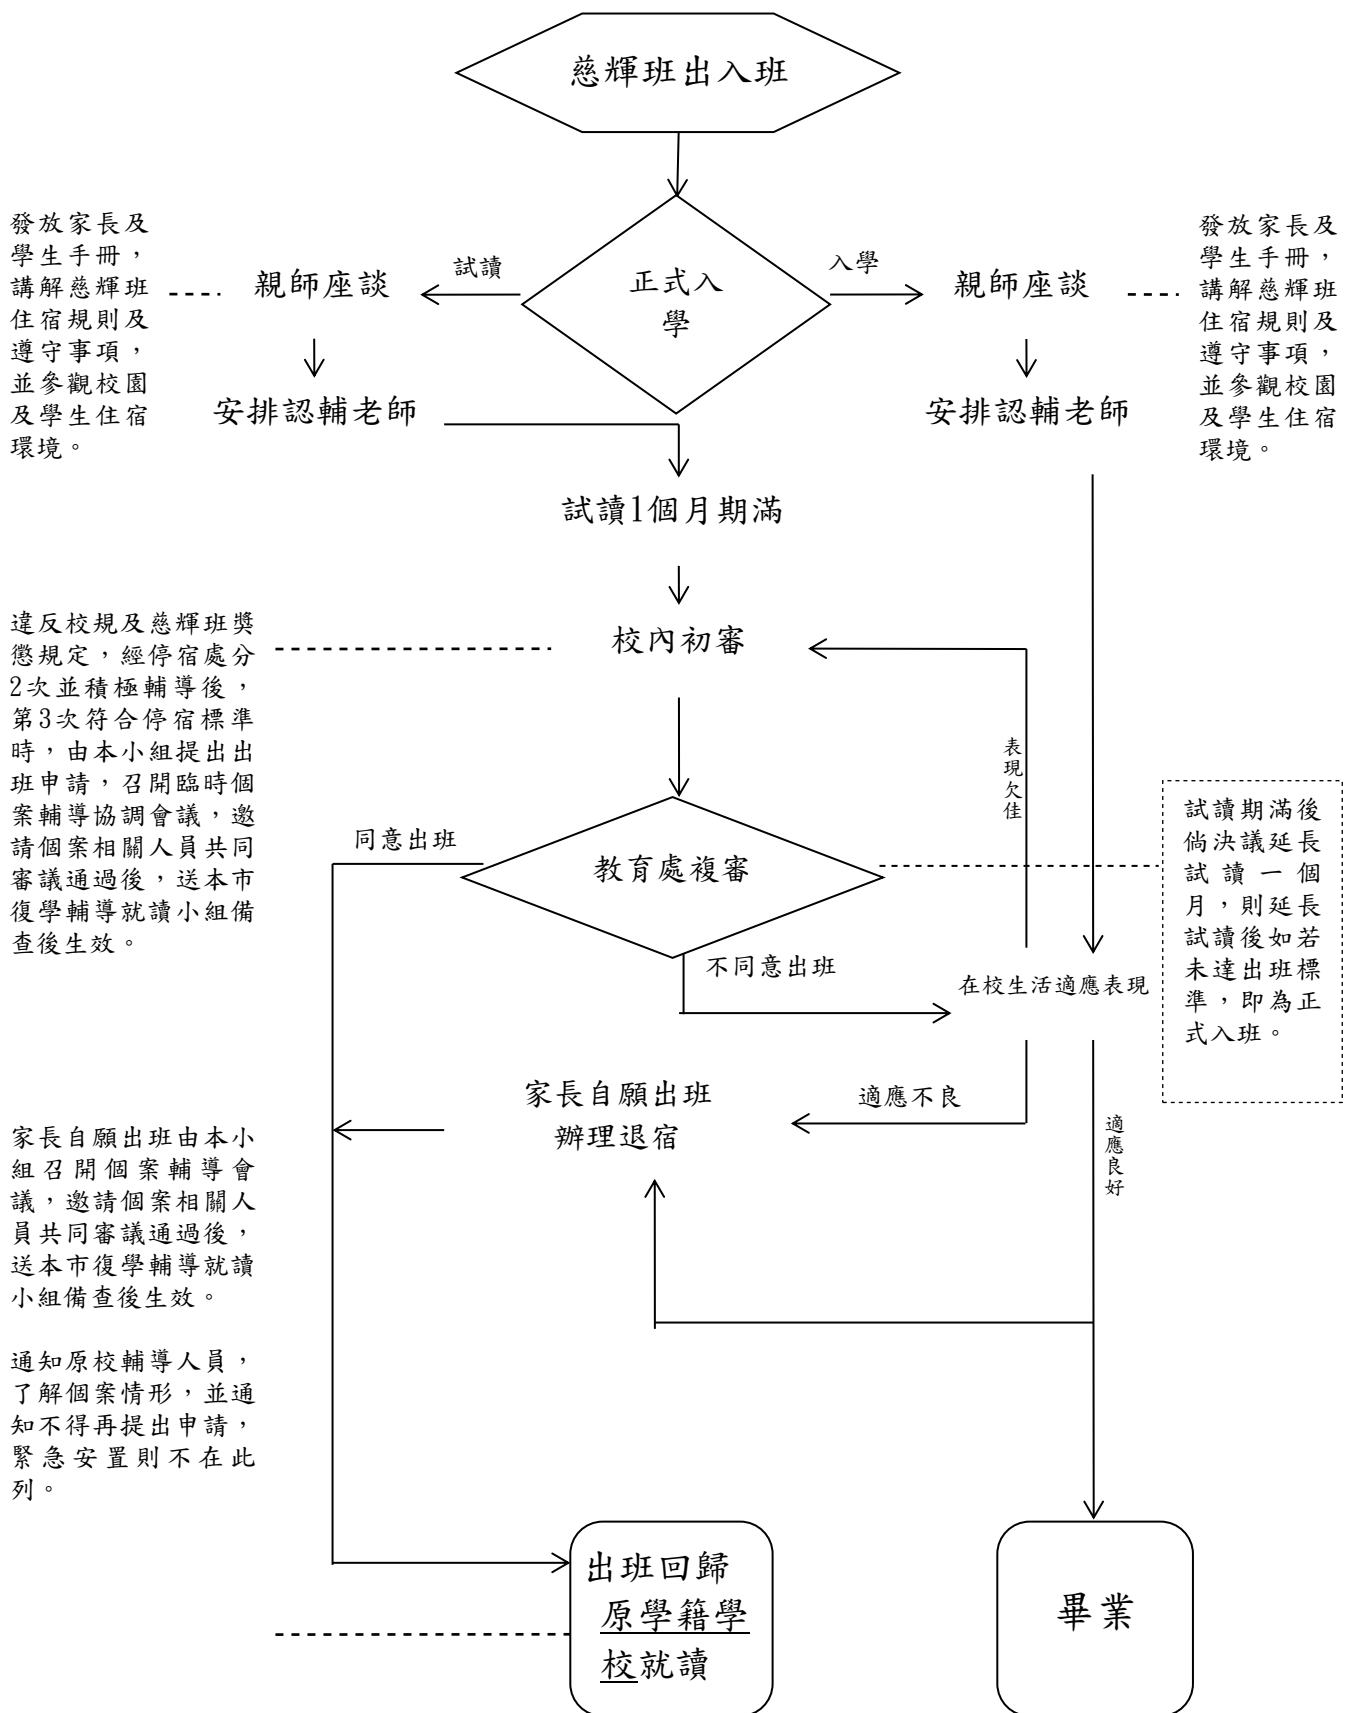 慈輝班出入班
發放家長及
學生手冊，
講解慈輝班
住宿規則及
遵守事項，
並參觀校園
及學生住宿
環境。
親師座談
試讀
正式入
學
入學
親師座談
發放家長及
學生手冊，
講解慈輝班
住宿規則及
遵守事項，
並參觀校園
及學生住宿
環境。
安排認輔老師
安排認輔老師
試讀1個月期滿
校內初審
違反校規及慈輝班獎
懲規定，經停宿處分
2次並積極輔導後，
第3次符合停宿標準
時，由本小組提出出
班申請，召開臨時個
案輔導協調會議，邀
請個案相關人員共同
審議通過後，送本市
復學輔導就讀小組備
查後生效。
表現欠佳
同意出班
教育處複審
試讀期滿後
倘決議延長
試讀一個
月，則延長
試讀後如若
未達出班標
準，即為正
式入班。
不同意出班
在校生活適應表現
家長自願出班
辦理退宿
適應不良
適應良好
家長自願出班由本小
組召開個案輔導會
議，邀請個案相關人
員共同審議通過後，
送本市復學輔導就讀
小組備查後生效。
通知原校輔導人員，
了解個案情形，並通
知不得再提出申請，
緊急安置則不在此
列。
出班回歸
原學籍學
校就讀
畢業